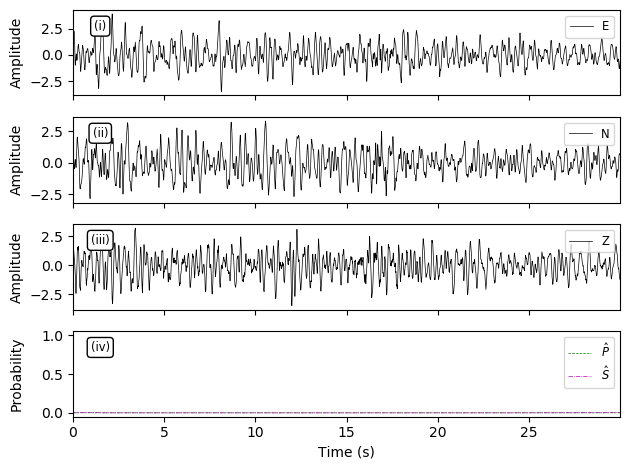 (i)
E
Amplitude
2.5
0.0
−2.5
(ii)
N
Amplitude
2.5
0.0
−2.5
(iii)
Z
Amplitude
2.5
0.0
−2.5
(iv)
P̂
Ŝ
Probability
1.0
0.5
0.0
0 5 10 15 20 25
Time (s)